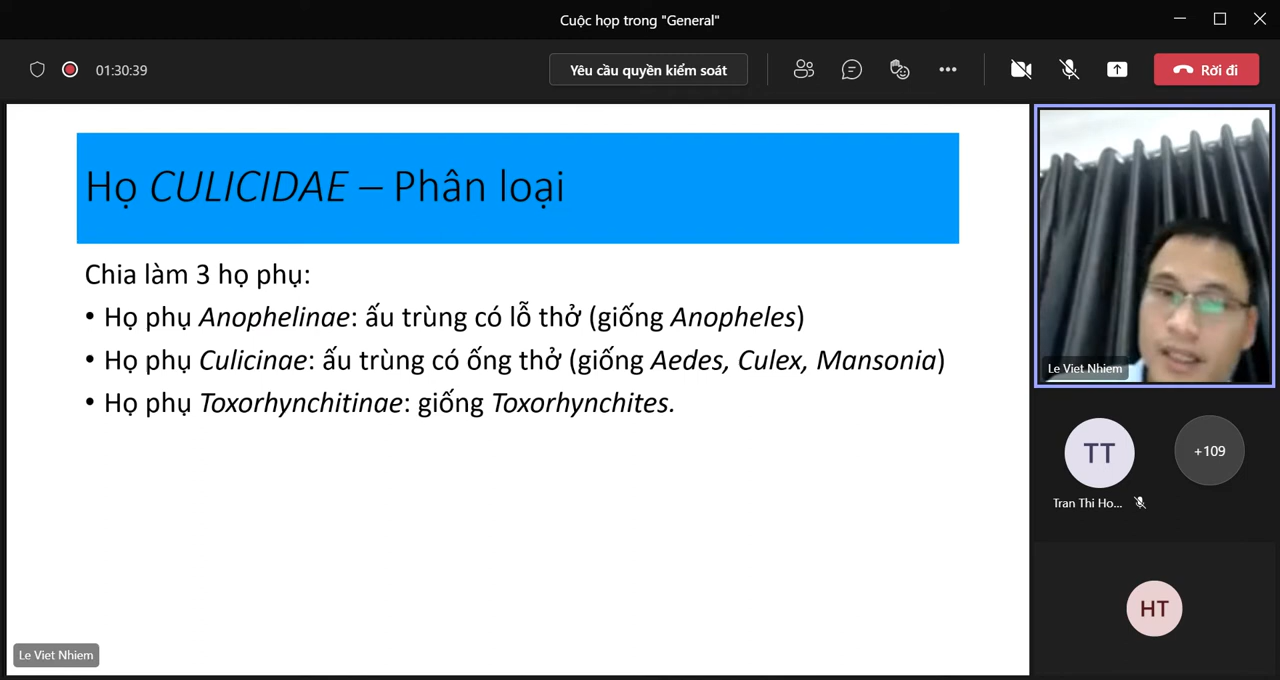 Cuộc họp trong "General"
01:30:39
Yêu cầu quyền kiểm soát
Rời đi
Họ CULICIDAE – Phân loại
Chia làm 3 họ phụ:
• Họ phụ Anophelinae: ấu trùng có lỗ thở (giống Anopheles)
• Họ phụ Culicinae: ấu trùng có ống thở (giống Aedes, Culex, Mansonia)
• Họ phụ Toxorhynchitinae: giống Toxorhynchites.
Le Viet Nhiem
Le Viet Nhiem
TT
+109
Tran Thi Ho...
HT